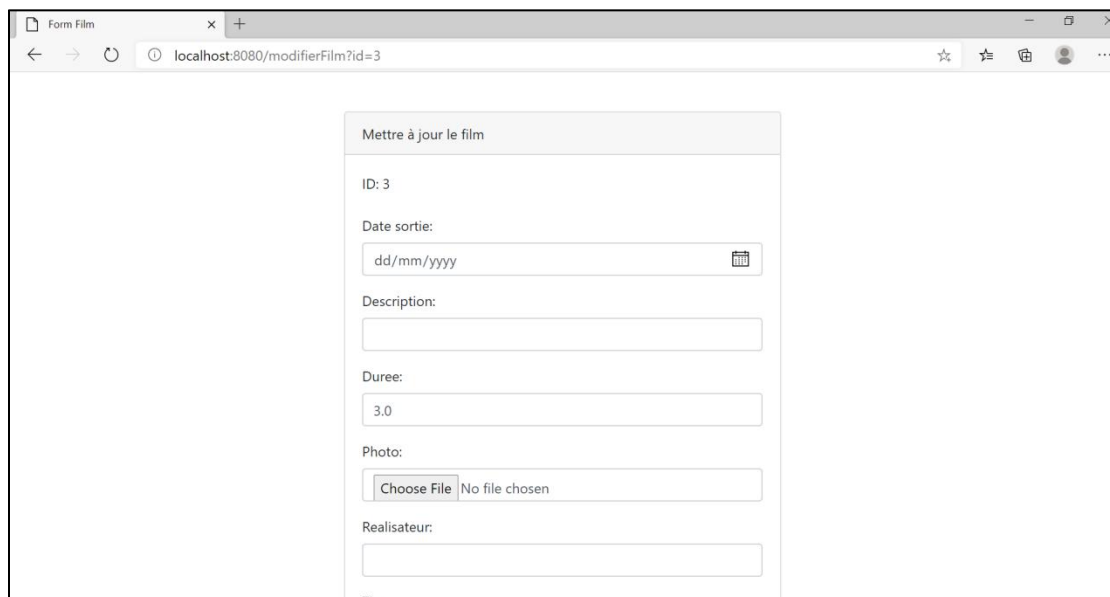 Form Film
localhost:8080/modifierFilm?id=3
Mettre à jour le film
ID: 3
Date sortie:
dd/mm/yyyy
Description:
Duree:
3.0
Photo:
Choose File No file chosen
Realisateur: